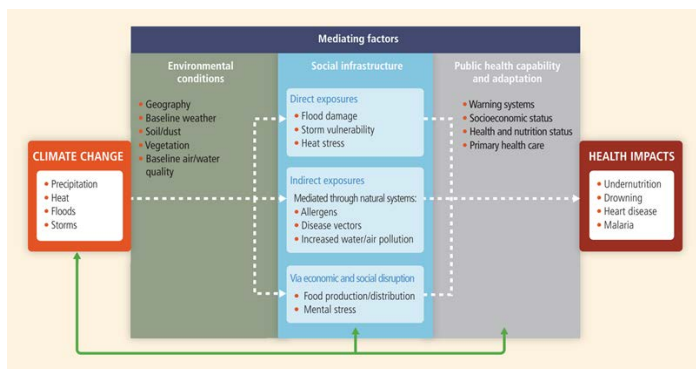 Mediating factors
Environmental
conditions
• Geography
• Baseline weather
• Soil/dust
• Vegetation
• Baseline air/water
quality
Social infrastructure
Direct exposures
• Flood damage
• Storm vulnerability
• Heat stress
Indirect exposures
Mediated through natural systems:
• Allergens
• Disease vectors
• Increased water/air pollution
Via economic and social disruption
• Food production/distribution
• Mental stress
Public health capability
and adaptation
• Warning systems
• Socioeconomic status
• Health and nutrition status
• Primary health care
CLIMATE CHANGE
• Precipitation
• Heat
• Floods
• Storms
HEALTH IMPACTS
• Undernutrition
• Drowning
• Heart disease
• Malaria